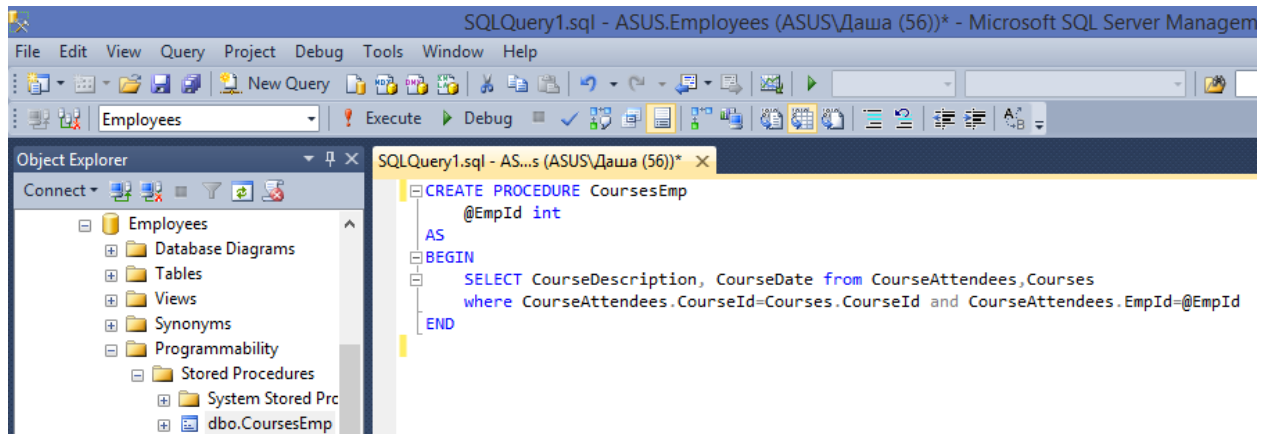 SQLQuery1.sql - ASUS.Employees (ASUS\Даша (56))* - Microsoft SQL Server Managem
File Edit View Query Project Debug Tools Window Help
New Query
Employees Execute Debug
Object Explorer
SQLQuery1.sql - AS...s (ASUS\Даша (56))*
Connect
Employees
Database Diagrams
Tables
Views
Synonyms
Programmability
Stored Procedures
System Stored Prc
dbo.CoursesEmp
CREATE PROCEDURE CoursesEmp
@EmpId int
AS
BEGIN
SELECT CourseDescription, CourseDate from CourseAttendees,Courses
where CourseAttendees.CourseId=Courses.CourseId and CourseAttendees.EmpId=@EmpId
END